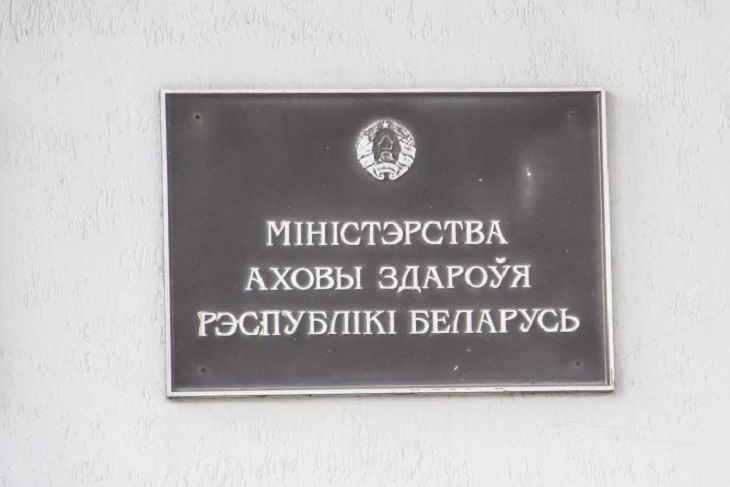 МІНІСТЭРСТВА
АХОВЫ ЗДАРОЎЯ
РЭСПУБЛІКІ БЕЛАРУСЬ